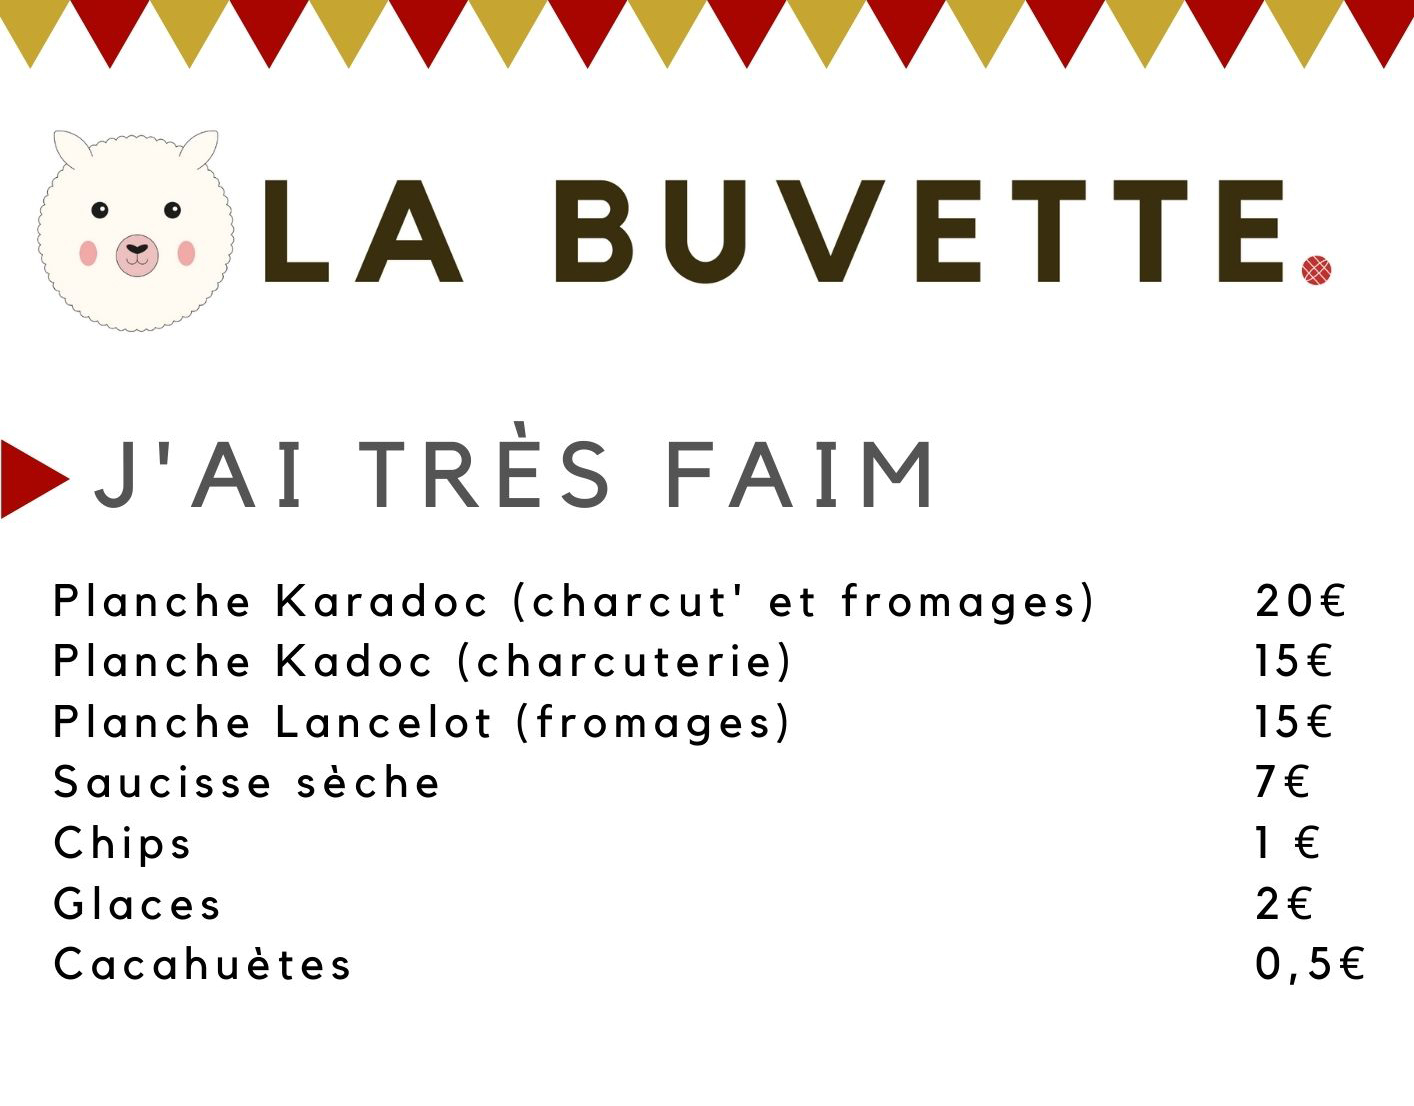 LA BUVETTE.
J'AI TRÈS FAIM
Planche Karadoc (charcut' et fromages) 20€
Planche Kadoc (charcuterie) 15€
Planche Lancelot (fromages) 15€
Saucisse sèche 7€
Chips 1 €
Glaces 2€
Cacahuètes 0,5€